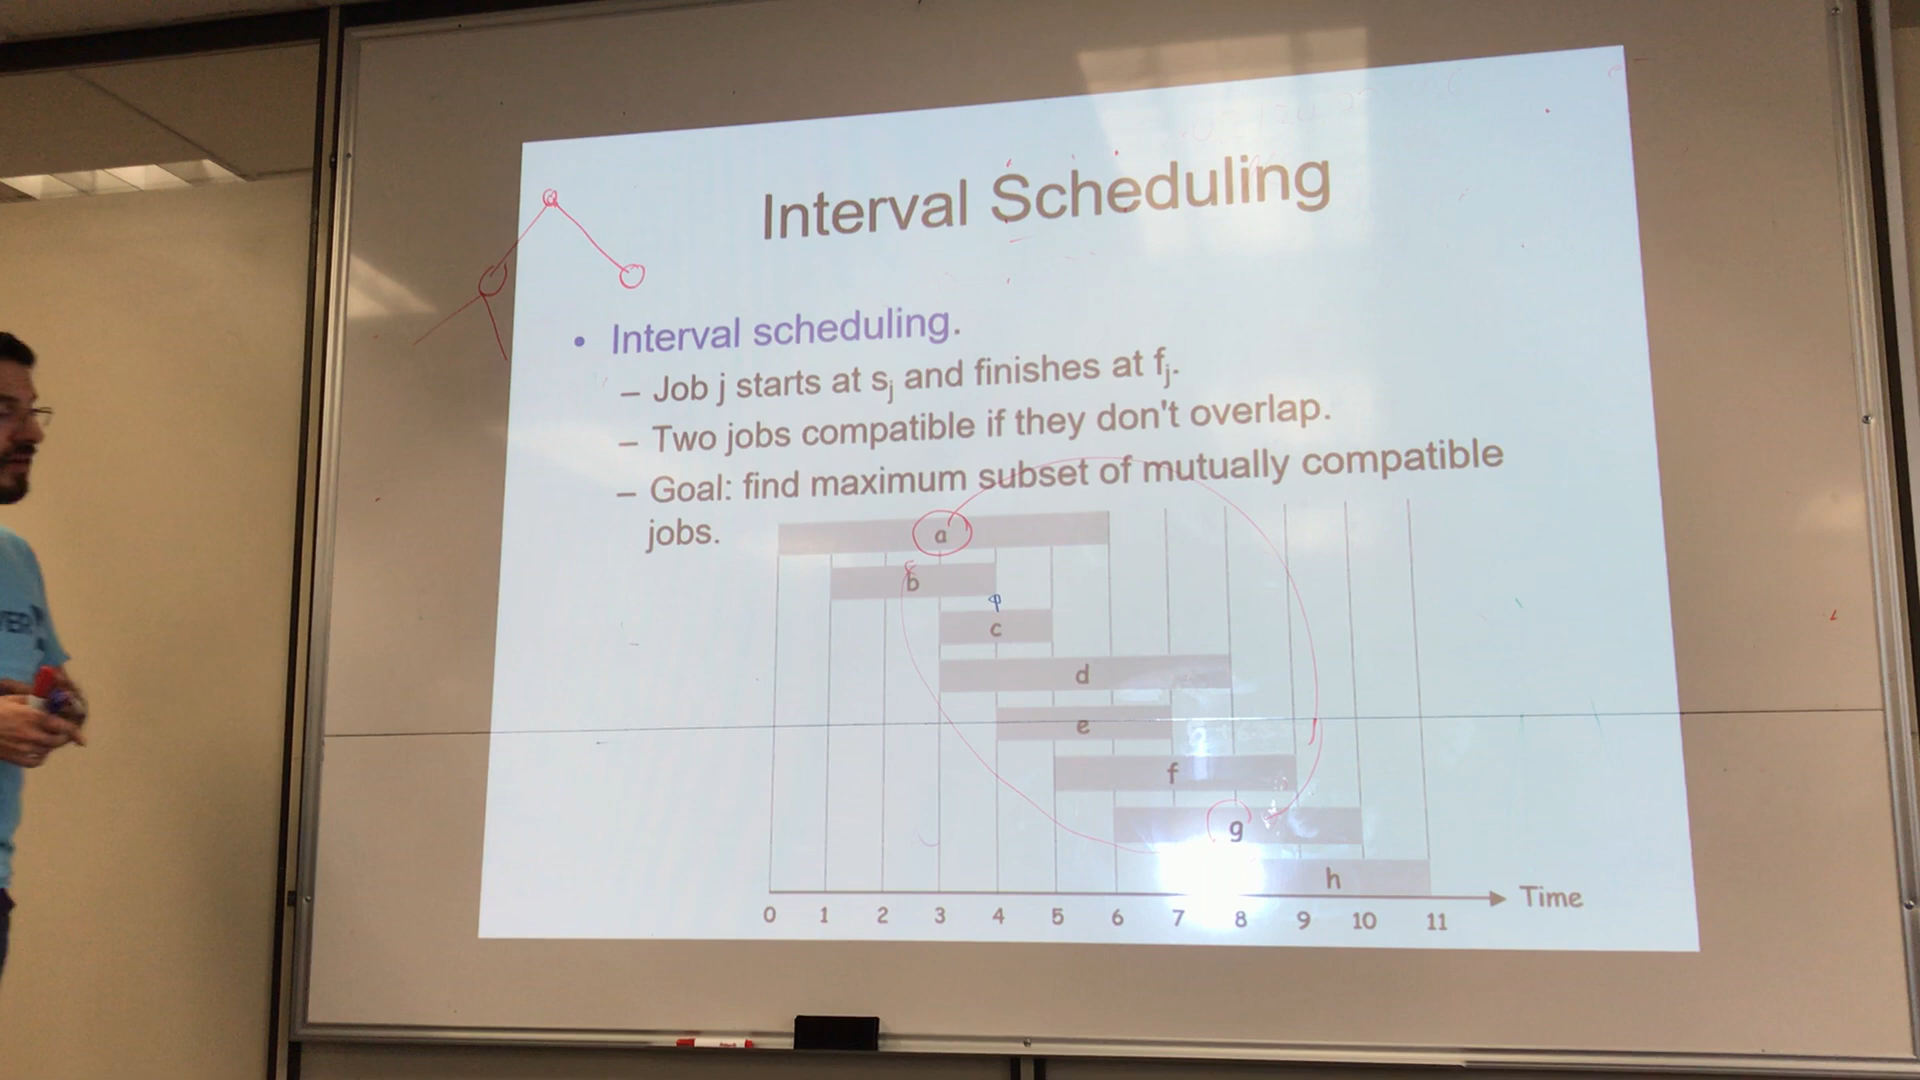 Interval Scheduling
• Interval scheduling.
– Job j starts at sj and finishes at fj.
– Two jobs compatible if they don't overlap.
– Goal: find maximum subset of mutually compatible
jobs.
a
b
c
d
e
f
g
h
Time
0 1 2 3 4 5 6 7 8 9 10 11